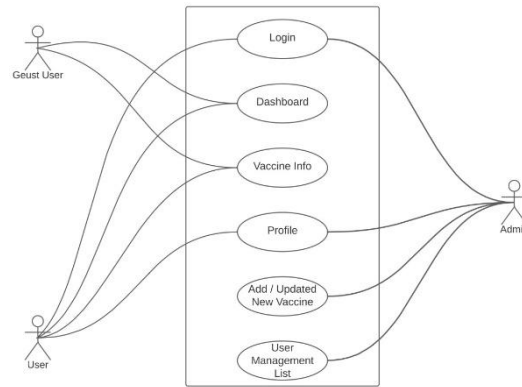 Login
Geust User
Dashboard
Vaccine Info
Profile
Admi
Add / Updated
New Vaccine
User
Management
List
User